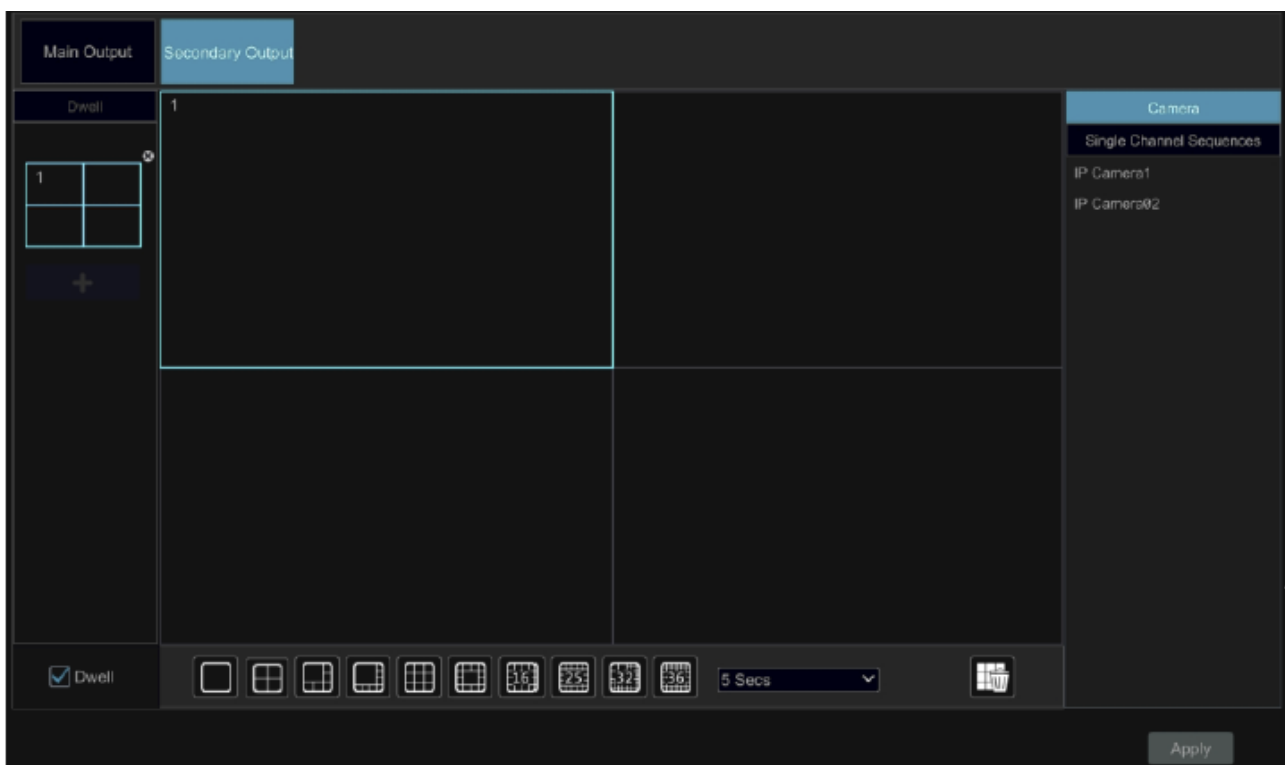 Main Output
Secondary Output
Dwell
1
Camera
Single Channel Sequences
1
IP Camera1
IP Camera02
Dwell
16
25
32
36
5 Secs
Apply